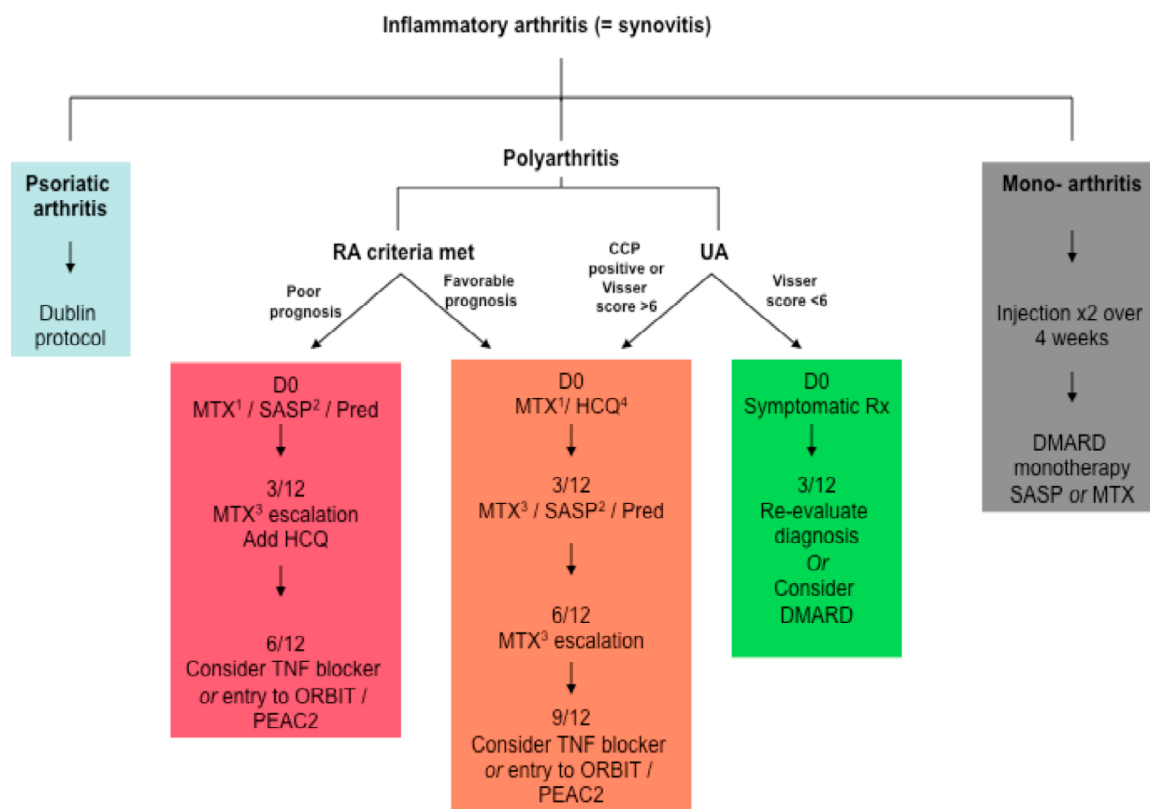 Inflammatory arthritis (= synovitis)
Psoriatic
arthritis
Dublin
protocol
Polyarthritis
RA criteria met
Poor
prognosis
Favorable
prognosis
UA
CCP
positive or
Visser
score >6
Visser
score <6
D0
MTX¹ / SASP² / Pred
3/12
MTX³ escalation
Add HCQ
6/12
Consider TNF blocker
or entry to ORBIT /
PEAC2
D0
MTX¹/ HCQ⁴
3/12
MTX³ / SASP² / Pred
6/12
MTX³ escalation
9/12
Consider TNF blocker
or entry to ORBIT /
PEAC2
D0
Symptomatic Rx
3/12
Re-evaluate
diagnosis
Or
Consider
DMARD
Mono- arthritis
Injection x2 over
4 weeks
DMARD
monotherapy
SASP or MTX